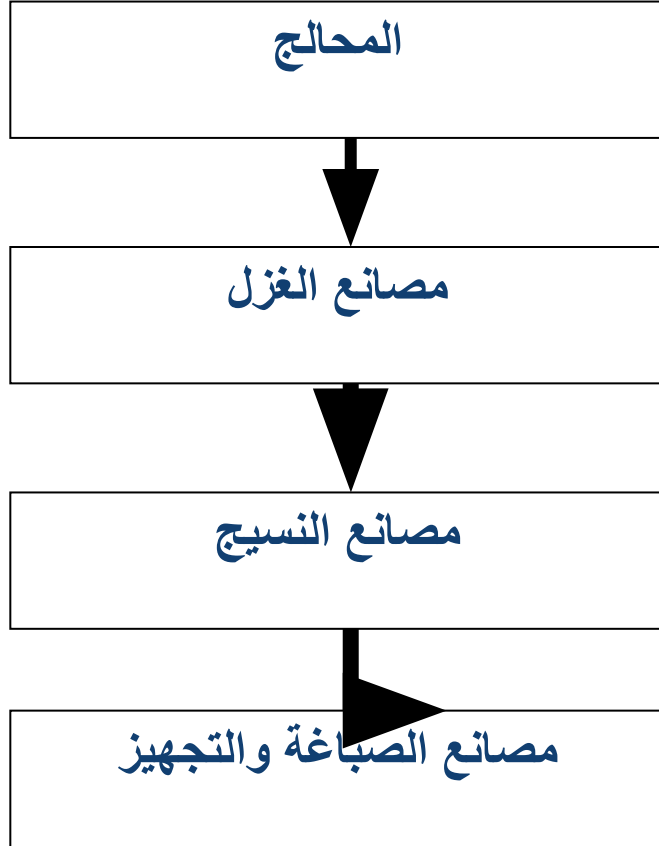 المحالج
مصانع الغزل
مصانع النسيج
مصانع الصباغة والتجهيز